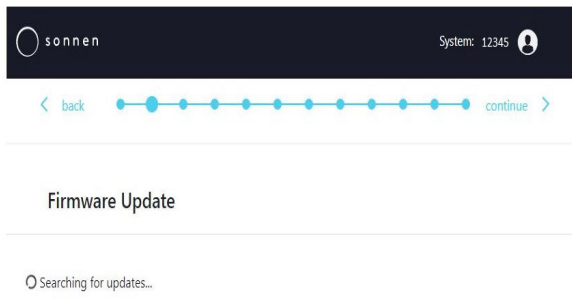 sonnen
System: 12345
back
continue
Firmware Update
Searching for updates...